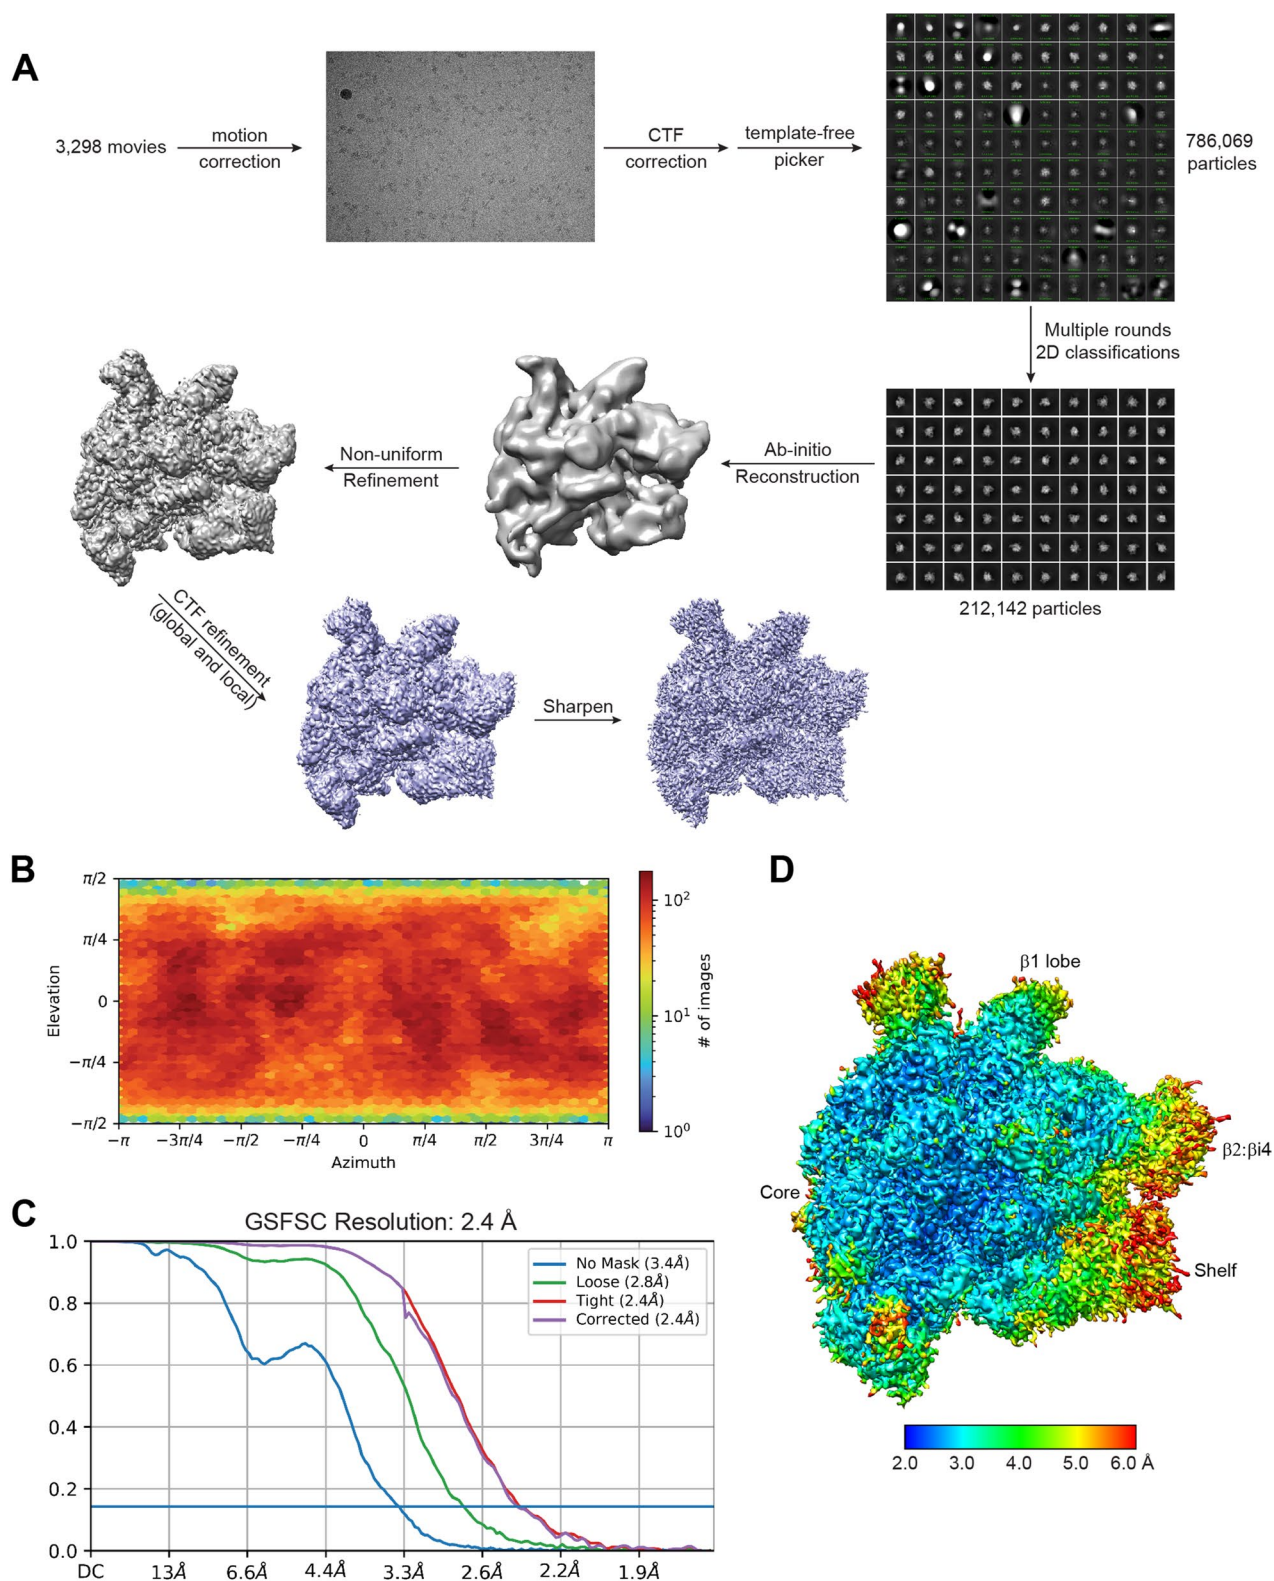 A
3,298 movies
motion
correction
CTF
correction
template-free
picker
786,069
particles
Multiple rounds
2D classifications
Non-uniform
Refinement
Ab-initio
Reconstruction
212,142 particles
CTF refinement
(global and local)
Sharpen
B
π/2
π/4
0
−π/4
−π/2
Elevation
−π
−3π/4
−π/2
−π/4
0
π/4
π/2
3π/4
π
Azimuth
10²
10¹
10⁰
# of images
C
GSFSC Resolution: 2.4 Å
1.0
0.8
0.6
0.4
0.2
0.0
No Mask (3.4Å)
Loose (2.8Å)
Tight (2.4Å)
Corrected (2.4Å)
DC
13Å
6.6Å
4.4Å
3.3Å
2.6Å
2.2Å
1.9Å
D
β1 lobe
β2:βi4
Core
Shelf
2.0
3.0
4.0
5.0
6.0 Å